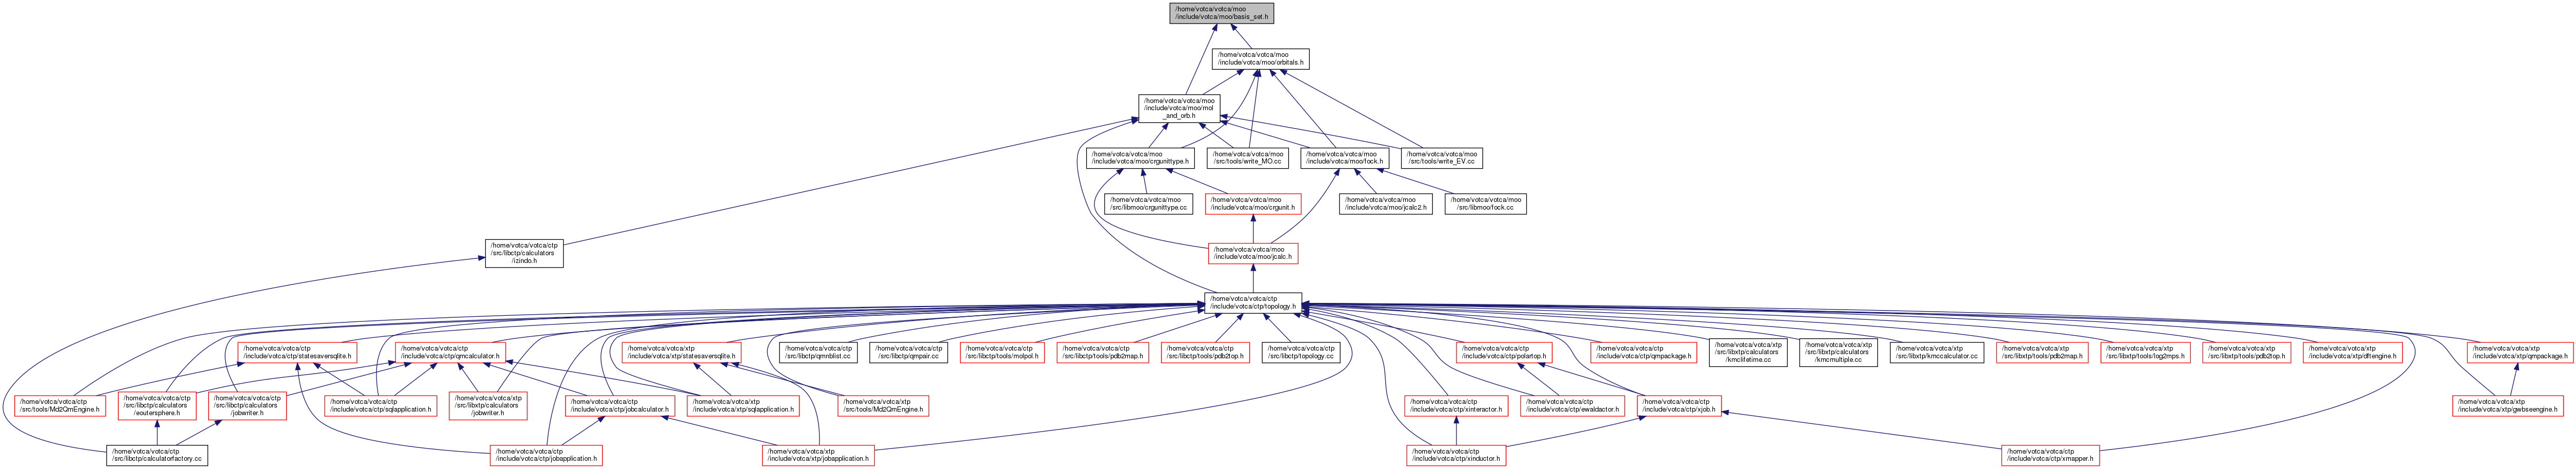 /home/votca/votca/moo
/include/votca/moo/basis_set.h
/home/votca/votca/moo
/include/votca/moo/orbitals.h
/home/votca/votca/moo
/include/votca/moo/mol
_and_orb.h
/home/votca/votca/moo
/include/votca/moo/crgunittype.h
/home/votca/votca/moo
/src/tools/write_MO.cc
/home/votca/votca/moo
/include/votca/moo/fock.h
/home/votca/votca/moo
/src/tools/write_EV.cc
/home/votca/votca/moo
/src/libmoo/crgunittype.cc
/home/votca/votca/moo
/include/votca/moo/crgunit.h
/home/votca/votca/moo
/include/votca/moo/jcalc2.h
/home/votca/votca/moo
/src/libmoo/fock.cc
/home/votca/votca/ctp
/src/libctp/calculators
/izindo.h
/home/votca/votca/moo
/include/votca/moo/jcalc.h
/home/votca/votca/ctp
/include/votca/ctp/topology.h
/home/votca/votca/ctp
/include/votca/ctp/statesaversqlite.h
/home/votca/votca/ctp
/include/votca/ctp/qmcalculator.h
/home/votca/votca/xtp
/include/votca/xtp/statesaversqlite.h
/home/votca/votca/ctp
/src/libctp/qmnblist.cc
/home/votca/votca/ctp
/src/libctp/qmpair.cc
/home/votca/votca/ctp
/src/libctp/tools/molpol.h
/home/votca/votca/ctp
/src/libctp/tools/pdb2map.h
/home/votca/votca/ctp
/src/libctp/tools/pdb2top.h
/home/votca/votca/ctp
/src/libctp/topology.cc
/home/votca/votca/ctp
/include/votca/ctp/polartop.h
/home/votca/votca/ctp
/include/votca/ctp/qmpackage.h
/home/votca/votca/xtp
/src/libxtp/calculators
/kmclifetime.cc
/home/votca/votca/xtp
/src/libxtp/calculators
/kmcmultiple.cc
/home/votca/votca/xtp
/src/libxtp/kmccalculator.cc
/home/votca/votca/xtp
/src/libxtp/tools/pdb2map.h
/home/votca/votca/xtp
/src/libxtp/tools/log2mps.h
/home/votca/votca/xtp
/src/libxtp/tools/pdb2top.h
/home/votca/votca/xtp
/include/votca/xtp/dftengine.h
/home/votca/votca/xtp
/include/votca/xtp/qmpackage.h
/home/votca/votca/ctp
/src/tools/Md2QmEngine.h
/home/votca/votca/ctp
/src/libctp/calculators
/eoutersphere.h
/home/votca/votca/ctp
/src/libctp/calculators
/jobwriter.h
/home/votca/votca/ctp
/include/votca/ctp/sqlapplication.h
/home/votca/votca/xtp
/src/libxtp/calculators
/jobwriter.h
/home/votca/votca/ctp
/include/votca/ctp/jobcalculator.h
/home/votca/votca/xtp
/include/votca/xtp/sqlapplication.h
/home/votca/votca/xtp
/src/tools/Md2QmEngine.h
/home/votca/votca/ctp
/include/votca/ctp/xinteractor.h
/home/votca/votca/ctp
/include/votca/ctp/ewaldactor.h
/home/votca/votca/ctp
/include/votca/ctp/xjob.h
/home/votca/votca/xtp
/include/votca/xtp/gwbseengine.h
/home/votca/votca/ctp
/src/libctp/calculatorfactory.cc
/home/votca/votca/ctp
/include/votca/ctp/jobapplication.h
/home/votca/votca/xtp
/include/votca/xtp/jobapplication.h
/home/votca/votca/ctp
/include/votca/ctp/xinductor.h
/home/votca/votca/ctp
/include/votca/ctp/xmapper.h